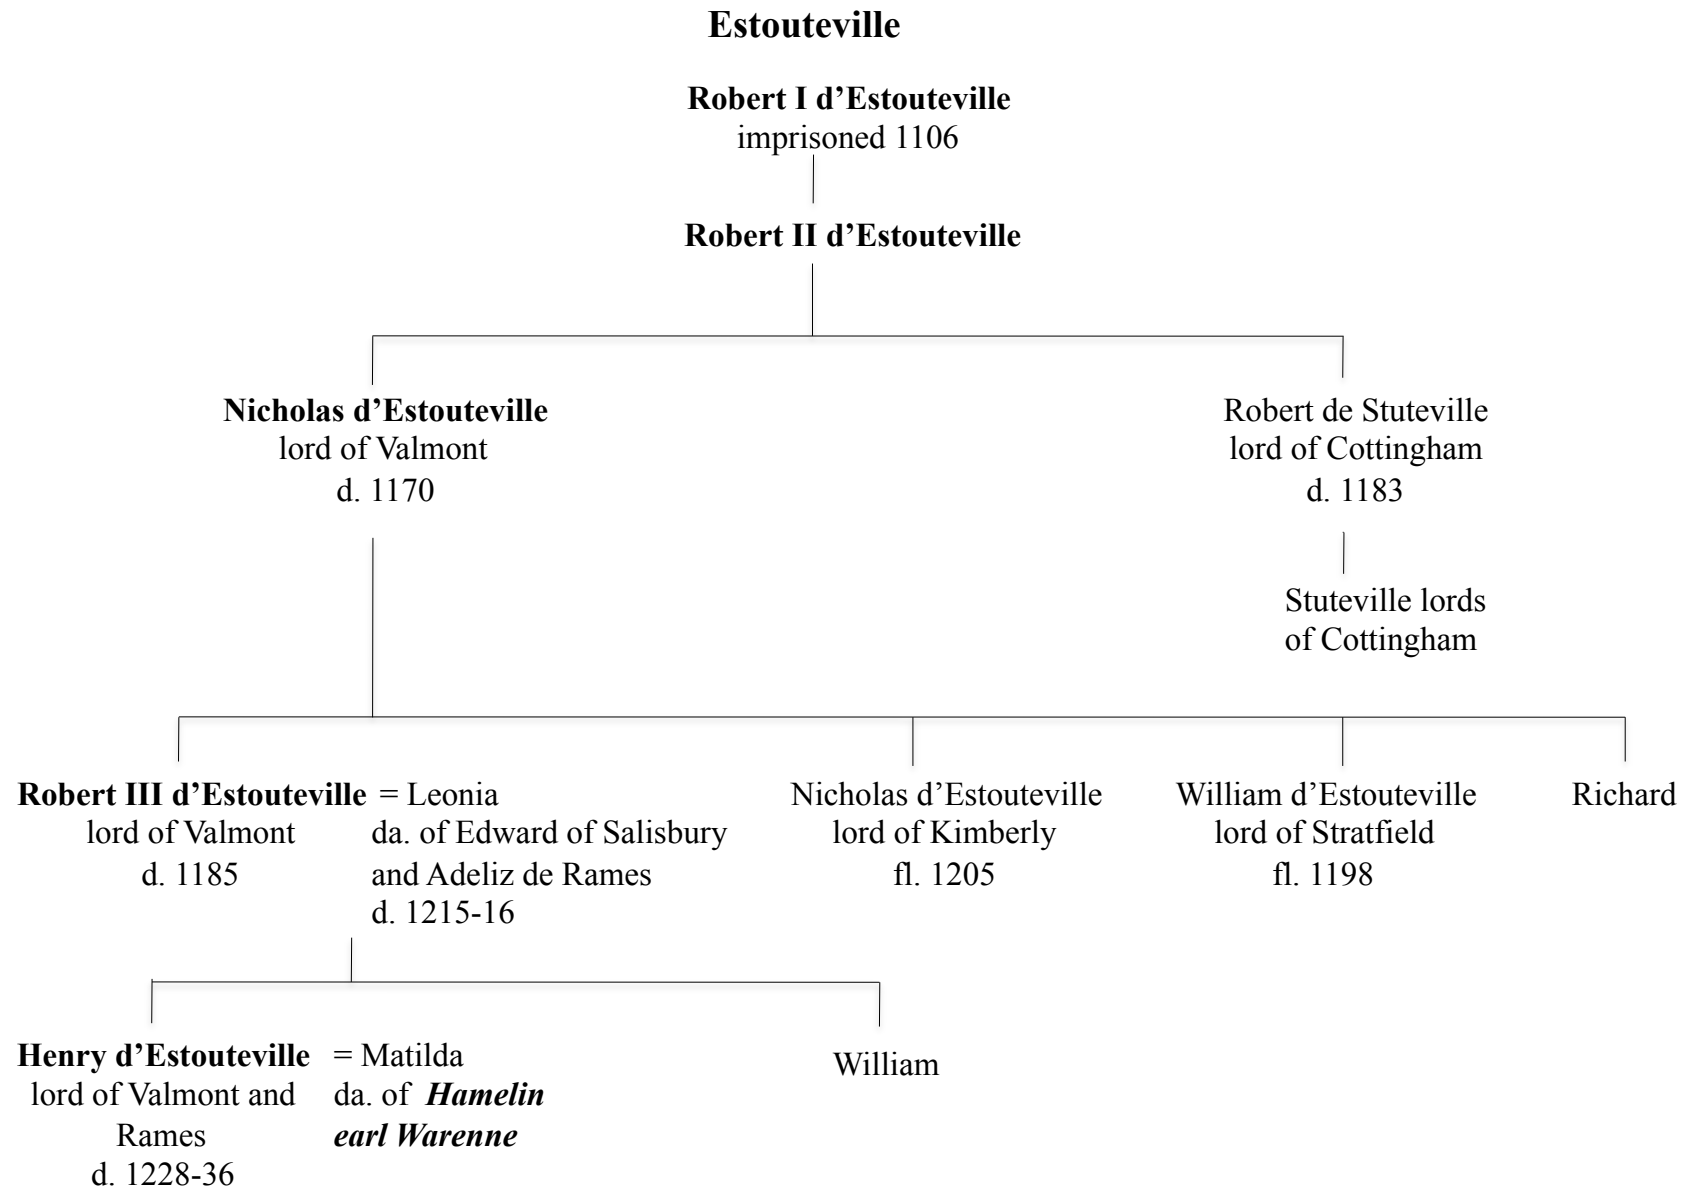 Estouteville
Robert I d’Estouteville
imprisoned 1106
Robert II d’Estouteville
Nicholas d’Estouteville
lord of Valmont
d. 1170
Robert de Stuteville
lord of Cottingham
d. 1183
Stuteville lords
of Cottingham
Robert III d’Estouteville
lord of Valmont
d. 1185
= Leonia
da. of Edward of Salisbury
and Adeliz de Rames
d. 1215-16
Nicholas d’Estouteville
lord of Kimberly
fl. 1205
William d’Estouteville
lord of Stratfield
fl. 1198
Richard
Henry d’Estouteville
lord of Valmont and
Rames
d. 1228-36
= Matilda
da. of Hamelin
earl Warenne
William